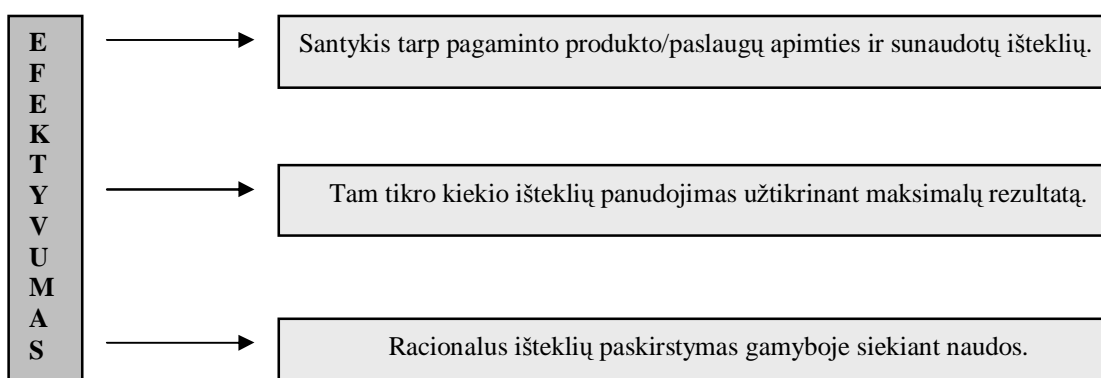 EFEKTYVUMAS
Santykis tarp pagaminto produkto/paslaugų apimties ir sunaudotų išteklių.
Tam tikro kiekio išteklių panudojimas užtikrinant maksimalų rezultatą.
Racionalus išteklių paskirstymas gamyboje siekiant naudos.